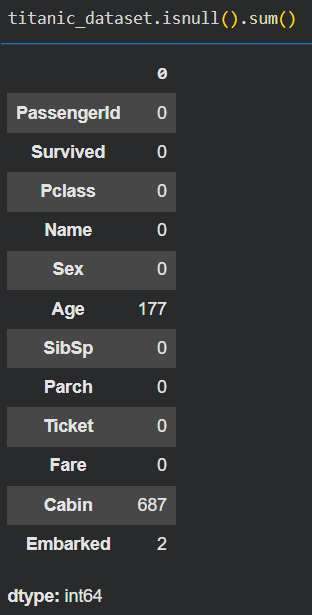 titanic_dataset.isnull().sum()
0
PassengerId 0
Survived 0
Pclass 0
Name 0
Sex 0
Age 177
SibSp 0
Parch 0
Ticket 0
Fare 0
Cabin 687
Embarked 2
dtype: int64